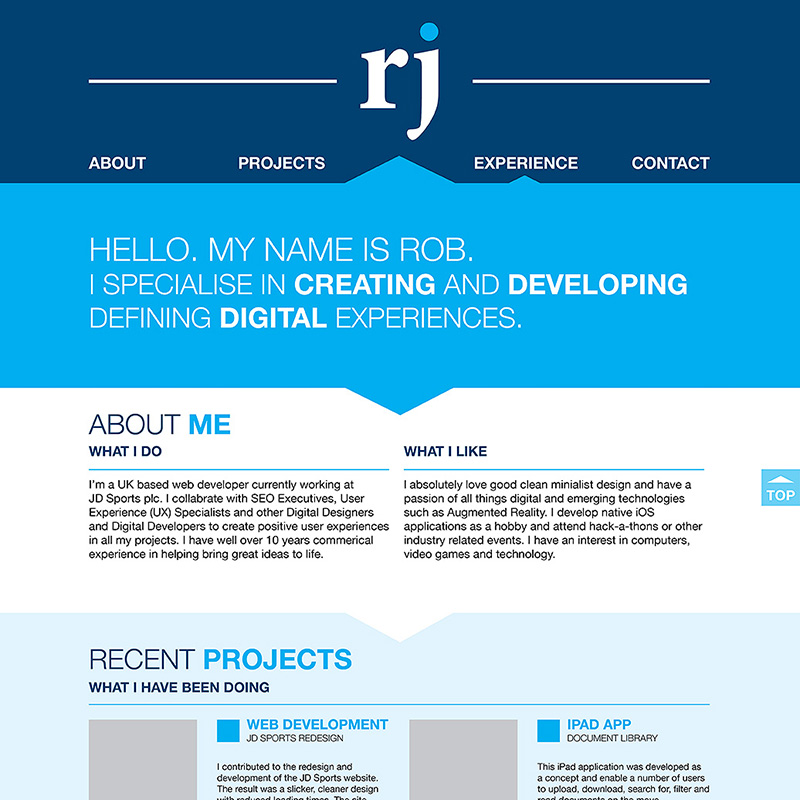 rj
ABOUT PROJECTS EXPERIENCE CONTACT
HELLO. MY NAME IS ROB.
I SPECIALISE IN CREATING AND DEVELOPING
DEFINING DIGITAL EXPERIENCES.
ABOUT ME
WHAT I DO
I'm a UK based web developer currently working at
JD Sports plc. I collabrate with SEO Executives, User
Experience (UX) Specialists and other Digital Designers
and Digital Developers to create positive user experiences
in all my projects. I have well over 10 years commerical
experience in helping bring great ideas to life.
WHAT I LIKE
I absolutely love good clean minialist design and have a
passion of all things digital and emerging technologies
such as Augmented Reality. I develop native iOS
applications as a hobby and attend hack-a-thons or other
industry related events. I have an interest in computers,
video games and technology.
TOP
RECENT PROJECTS
WHAT I HAVE BEEN DOING
WEB DEVELOPMENT
JD SPORTS REDESIGN
I contributed to the redesign and
development of the JD Sports website.
The result was a slicker, cleaner design
with reduced loading times. The site
IPAD APP
DOCUMENT LIBRARY
This iPad application was developed as
a concept and enable a number of users
to upload, download, search for, filter and
read documents on the move